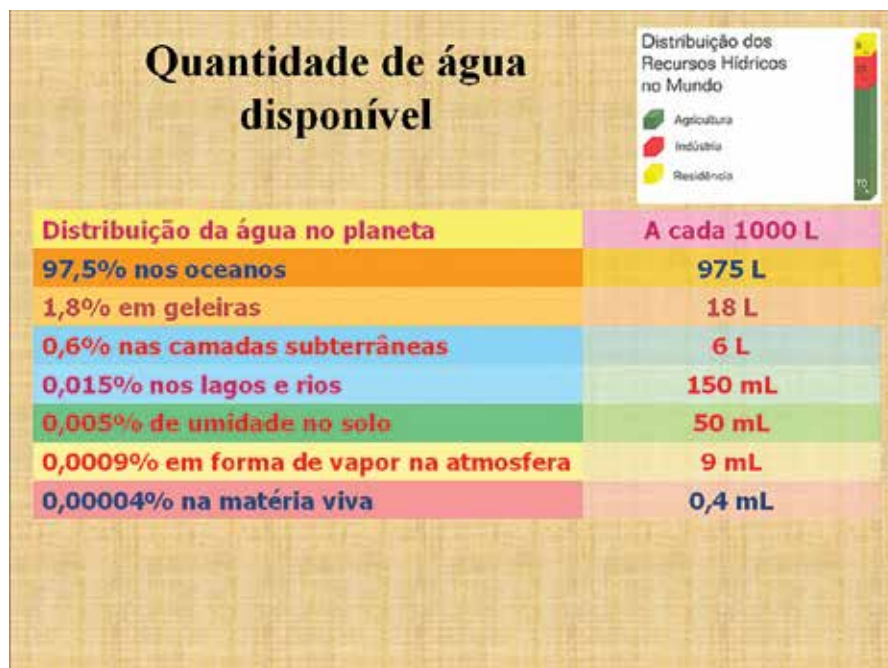 Quantidade de água
disponível
Distribuição dos
Recursos Hídricos
no Mundo
Agricultura
Indústria
Residência
70
Distribuição da água no planeta A cada 1000 L
97,5% nos oceanos 975 L
1,8% em geleiras 18 L
0,6% nas camadas subterrâneas 6 L
0,015% nos lagos e rios 150 mL
0,005% de umidade no solo 50 mL
0,0009% em forma de vapor na atmosfera 9 mL
0,00004% na matéria viva 0,4 mL